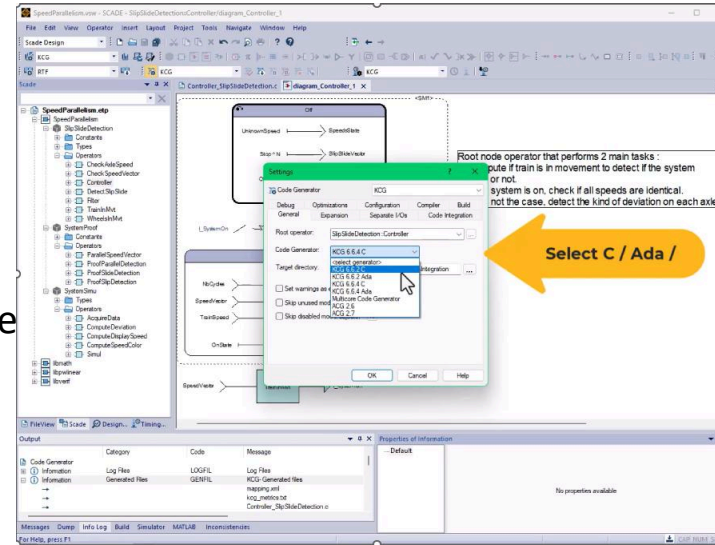 SpeedParallelism.vsw - SCADE - SlipSlideDetection::Controller/diagram_Controller_1
File Edit View Operator Insert Layout Project Tools Navigate Window Help
Scade Design
KCG
RTF KCG KCG
Scade
Controller_SlipSlideDetection.c diagram_Controller_1
SpeedParallelism.etp
SpeedParallelism
SlipSlideDetection
Constants
Types
Operators
CheckAxleSpeed
CheckSpeedVector
Controller
DetectSlipSlide
Filter
TrainInMvt
WheelsInMvt
SystemProof
Constants
Operators
ParallelSpeedVector
ProofParallelDetection
ProofSlideDetection
ProofSlipDetection
SystemSimu
Types
Operators
AcquireData
ComputeDeviation
ComputeDisplaySpeed
ComputeSpeedColor
Simul
libmath
libpwlinear
libverif
<SM1>
Off
UnknownSpeed SpeedsState
SlipSlideVector
I_SystemOn
NbCycles
SpeedVector
TrainSpeed
OnState
SpeedVector
Root node operator that performs 2 main tasks :
pute if train is in movement to detect if the system
or not.
system is on, check if all speeds are identical.
not the case, detect the kind of deviation on each axle
Settings
Code Generator KCG
Debug Optimizations Configuration Compiler Build
General Expansion Separate I/Os Code Integration
Root operator: SlipSlideDetection::Controller
Code Generator: KCG 6.6.4 C
<select generator>
KCG 6.6.2 C
KCG 6.6.2 Ada
KCG 6.6.4 C
KCG 6.6.4 Ada
Multicore Code Generator
ACG 2.6
ACG 2.7
Target directory: Integration
Set warnings as e
Skip unused mod
Skip disabled mod
OK Cancel Help
Select C / Ada /
e
FileView Scade Design... Timing...
Output
Category Code Message
Code Generator
Information Log Files LOGFIL Log Files
Information Generated Files GENFIL KCG- Generated files
mapping.xml
kcg_metrics.txt
Controller_SlipSlideDetection.c
Messages Dump Info Log Build Simulator MATLAB Inconsistencies
Properties of Information
Default
No properties available
For Help, press F1
CAP NUM